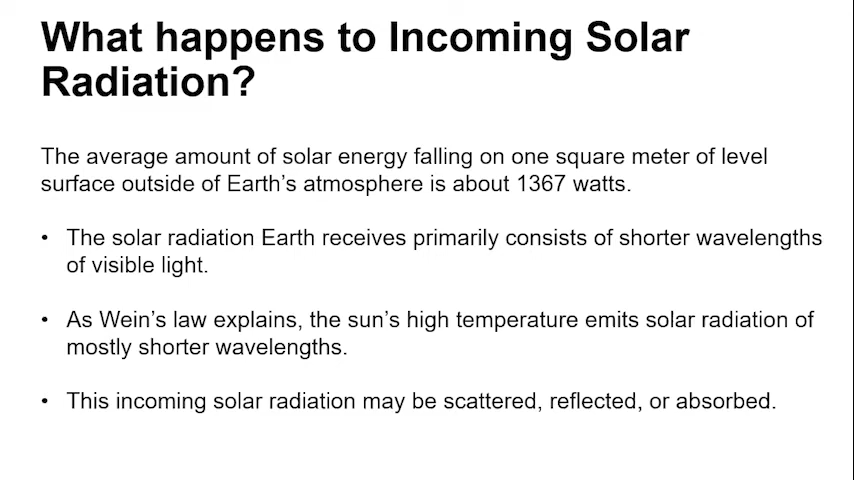 What happens to Incoming Solar
Radiation?
The average amount of solar energy falling on one square meter of level
surface outside of Earth's atmosphere is about 1367 watts.
• The solar radiation Earth receives primarily consists of shorter wavelengths
of visible light.
• As Wein's law explains, the sun's high temperature emits solar radiation of
mostly shorter wavelengths.
• This incoming solar radiation may be scattered, reflected, or absorbed.